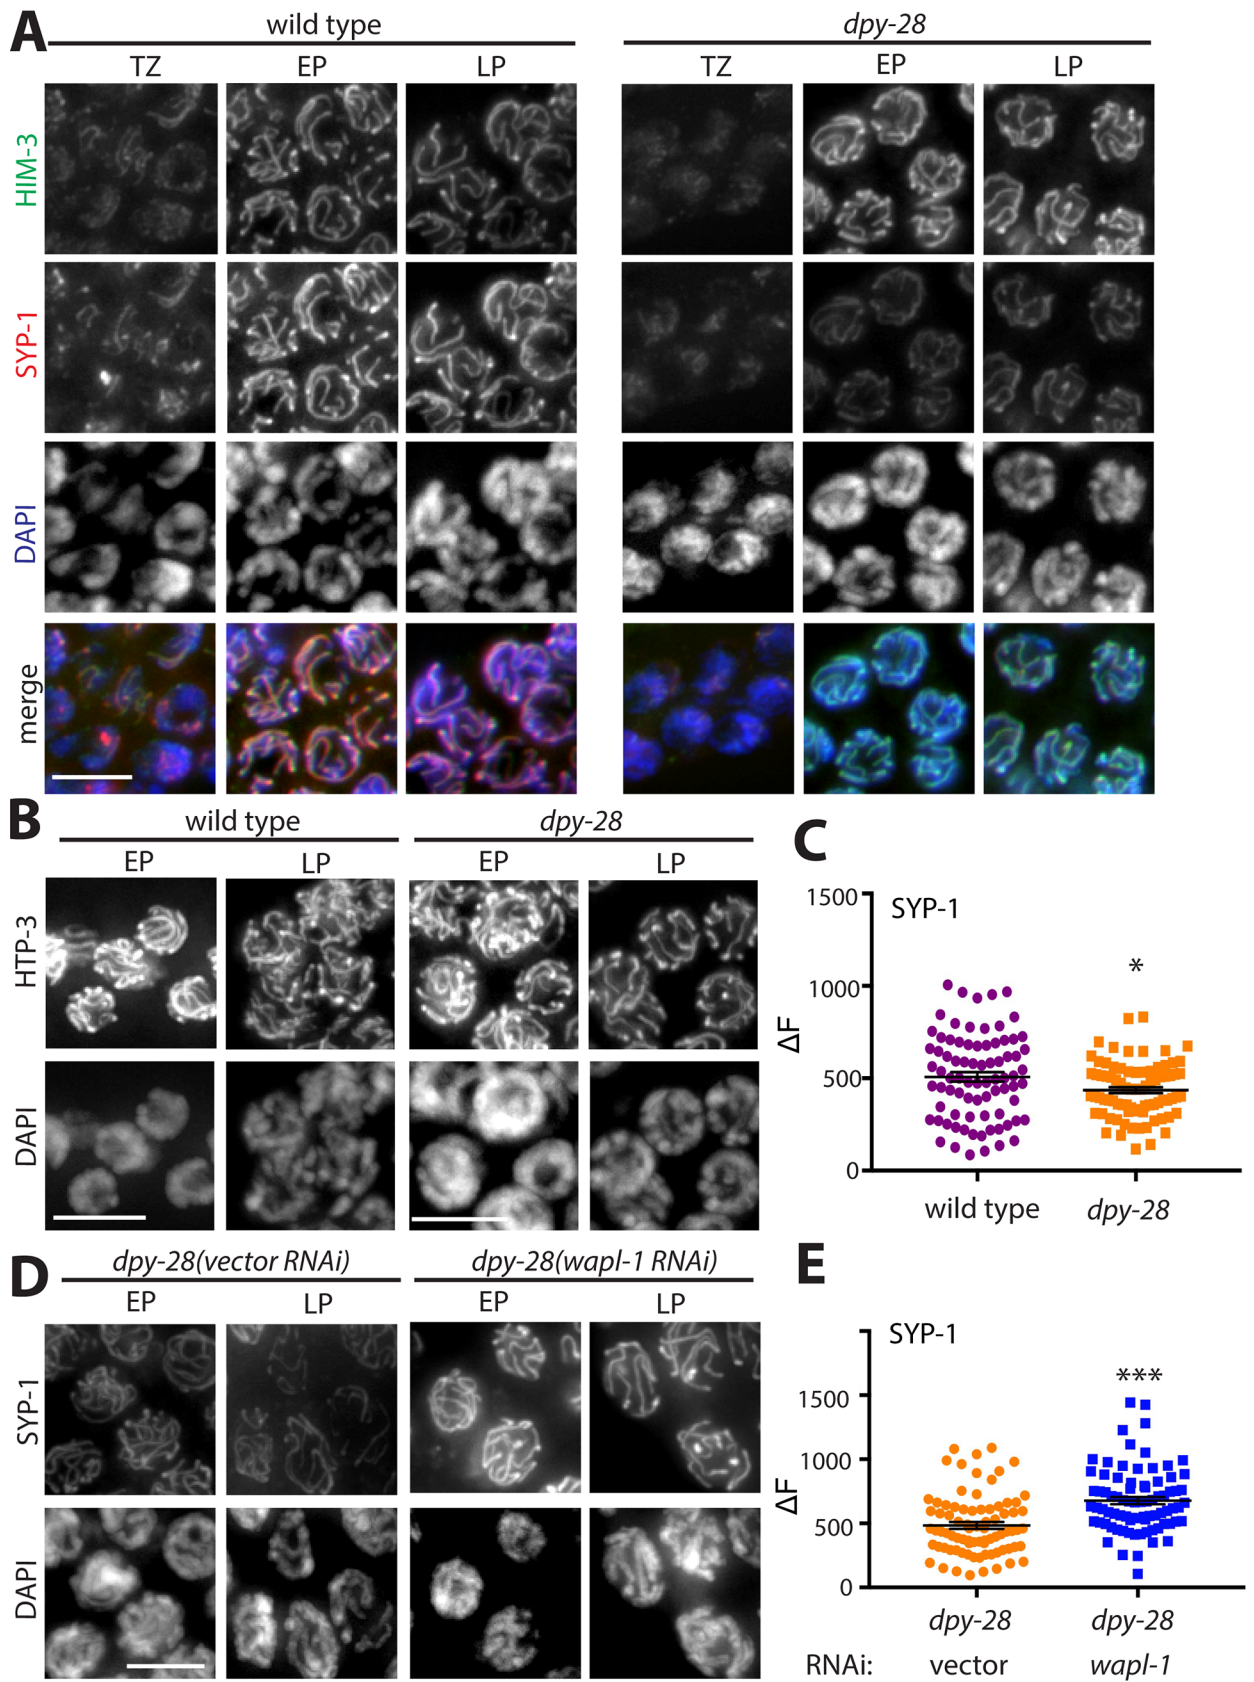 A
wild type
dpy-28
TZ EP LP TZ EP LP
HIM-3
SYP-1
DAPI
merge
B
wild type
dpy-28
EP LP EP LP
HTP-3
DAPI
C
SYP-1
1500
1000
500
0
ΔF
*
wild type
dpy-28
D
dpy-28(vector RNAi)
dpy-28(wapl-1 RNAi)
EP LP EP LP
SYP-1
DAPI
E
SYP-1
1500
1000
500
0
ΔF
***
dpy-28 dpy-28
RNAi: vector wapl-1